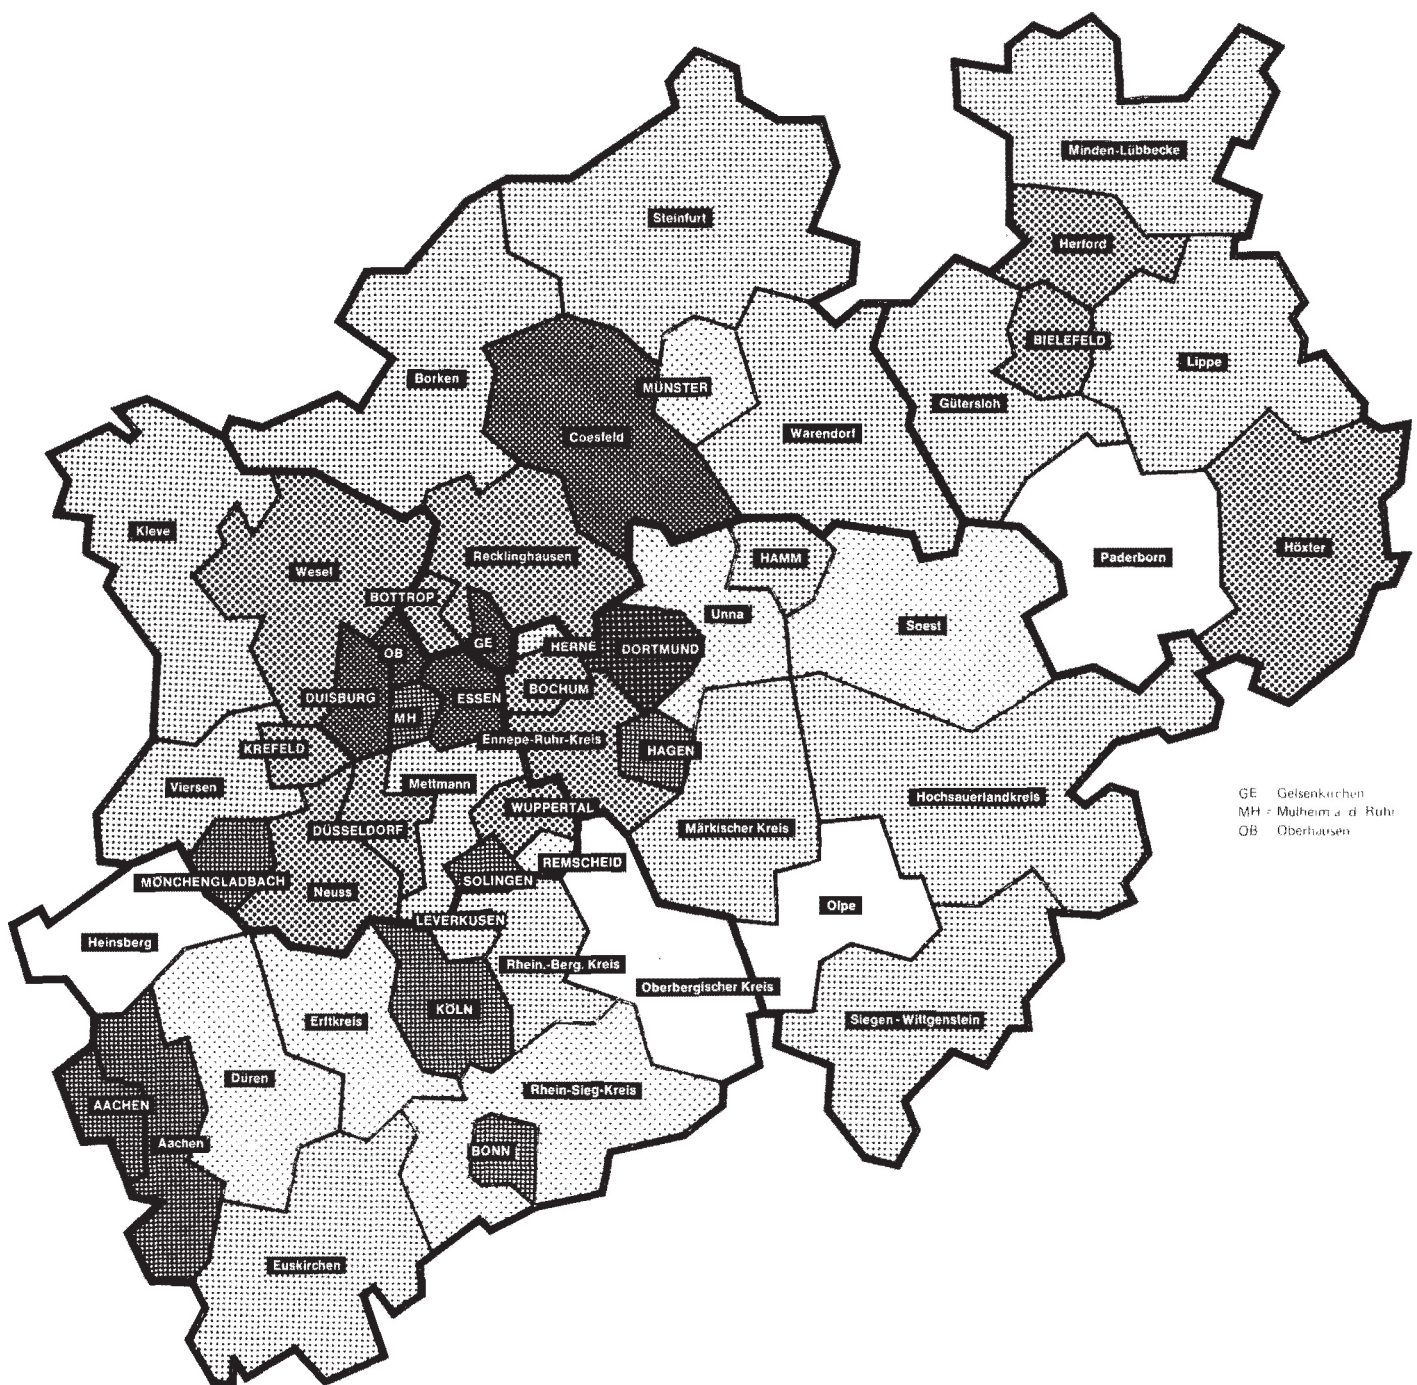 Minden-Lübbecke
Steinfurt
Herford
BIELEFELD
Lippe
Borken
MÜNSTER
Gütersloh
Coesfeld
Warendorf
Kleve
Recklinghausen
HAMM
Paderborn
Höxter
Wesel
BOTTROP
Unna
Soest
GE
HERNE
DORTMUND
OB
DUISBURG
ESSEN
BOCHUM
MH
KREFELD
Ennepe-Ruhr-Kreis
HAGEN
Viersen
Mettmann
Hochsauerlandkreis
GE Gelsenkirchen
MH = Mülheim a. d. Ruhr
OB Oberhausen
WUPPERTAL
DÜSSELDORF
Märkischer Kreis
REMSCHEID
MÖNCHENGLADBACH
SOLINGEN
Neuss
Olpe
LEVERKUSEN
Heinsberg
Rhein.-Berg. Kreis
Oberbergischer Kreis
KÖLN
Erftkreis
Siegen-Wittgenstein
Düren
Rhein-Sieg-Kreis
AACHEN
Aachen
BONN
Euskirchen